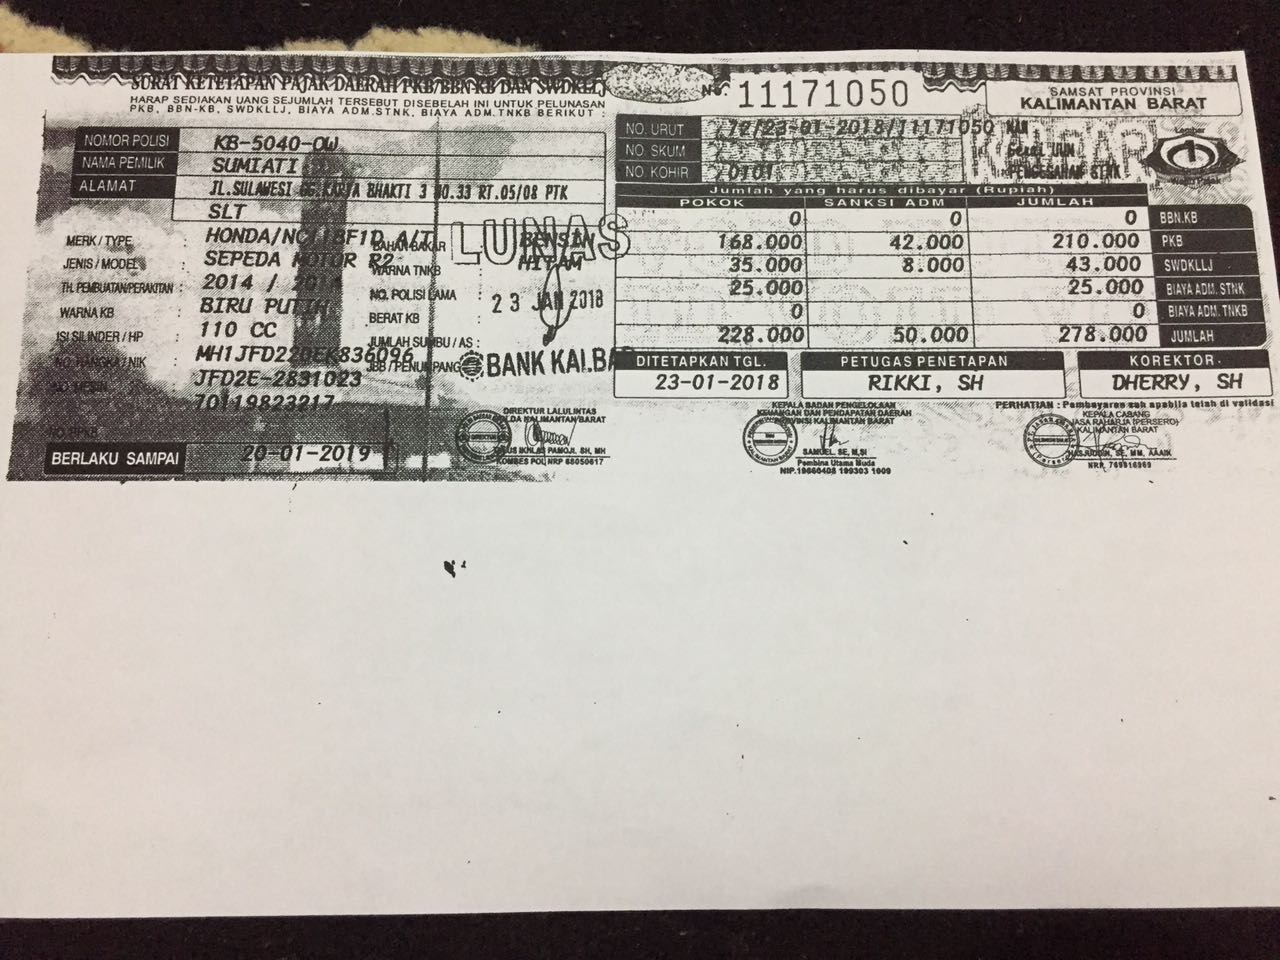 SURAT KETETAPAN PAJAK DAERAH PKB/BBN-KB DAN SWDKLLJ
HARAP SEDIAKAN UANG SEJUMLAH TERSEBUT DISEBELAH INI UNTUK PELUNASAN
PKB, BBN-KB, SWDKLLJ, BIAYA ADM.STNK, BIAYA ADM.TNKB BERIKUT :
No. 11171050
SAMSAT PROVINSI
KALIMANTAN BARAT
NOMOR POLISI KB-5040-OW
NAMA PEMILIK SUMIATI
ALAMAT JL.SULAWESI GG.KARYA BHAKTI 3 NO.33 RT.05/08 PTK
SLT
MERK / TYPE : HONDA/ A/T
JENIS / MODEL : SEPEDA MOTOR R2
TH. PEMBUATAN/PERAKITAN : 2014 /
WARNA KB : BIRU PUTIH
ISI SILINDER / HP : 110 CC
NO. RANGKA / NIK : MH1JFD220EK836096
NO. MESIN : JFD2E-2831023
NO. BPKB 70119823217
BERLAKU SAMPAI 20-01-2019
BAHAN BAKAR BENSIN
WARNA TNKB HITAM
NO. POLISI LAMA :
BERAT KB :
JUMLAH SUMBU / AS :
JBB / PENUMPANG :
LUNAS
23 JAN 2018
BANK KALBAR
NO. URUT /23-01-2018/11171050
NO. SKUM
NO. KOHIR
PENGESAHAN STNK
Lembar
1
Jumlah yang harus dibayar (Rupiah)
POKOK SANKSI ADM JUMLAH
0 0 0 BBN.KB
168.000 42.000 210.000 PKB
35.000 8.000 43.000 SWDKLLJ
25.000 25.000 BIAYA ADM. STNK
0 0 BIAYA ADM. TNKB
228.000 50.000 278.000 JUMLAH
DITETAPKAN TGL. PETUGAS PENETAPAN KOREKTOR
23-01-2018 RIKKI, SH DHERRY, SH
PERHATIAN : Pembayaran sah apabila telah di validasi
DIREKTUR LALULINTAS
POLDA KALIMANTAN BARAT
PAMOJI, SH, MH
KOMBES POL NRP 68050617
KEPALA BADAN PENGELOLAAN
KEUANGAN DAN PENDAPATAN DAERAH
PROVINSI KALIMANTAN BARAT
SAMUEL, SE, M.SI
Pembina Utama Muda
NIP.19660408 199303 1009
KEPALA CABANG
JASA RAHARJA (PERSERO)
KALIMANTAN BARAT
SE, MM, AAAIK